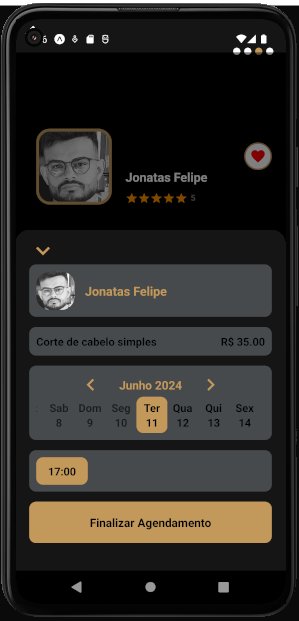 Jonatas Felipe
5
Jonatas Felipe
Corte de cabelo simples R$ 35.00
Junho 2024
Sab Dom Seg Ter Qua Qui Sex
8 9 10 11 12 13 14
17:00
Finalizar Agendamento